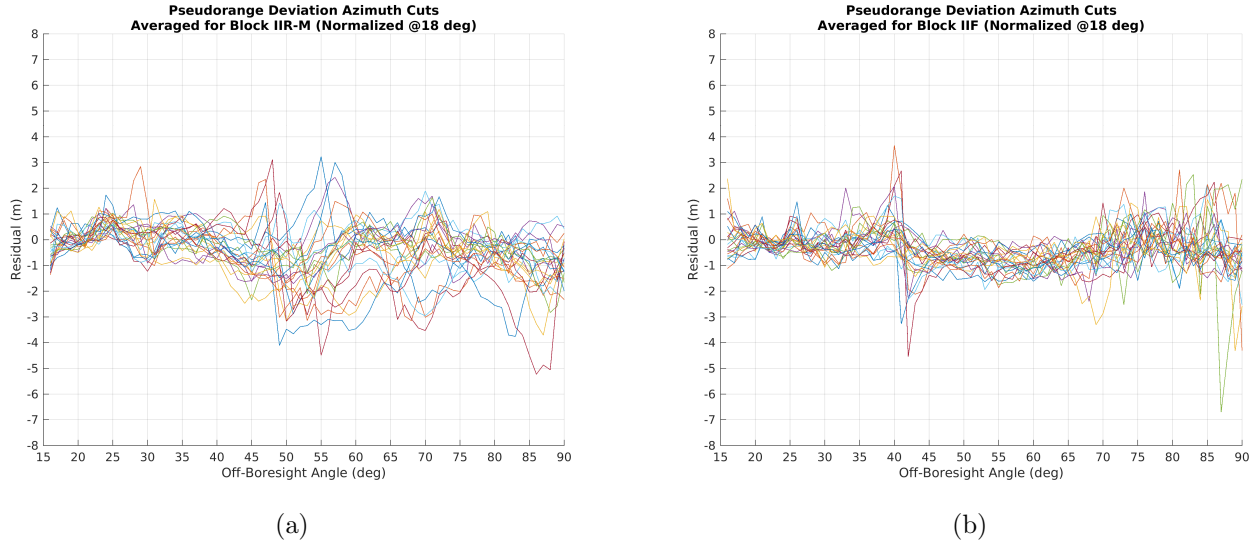 Pseudorange Deviation Azimuth Cuts
Averaged for Block IIR-M (Normalized @18 deg)
8
7
6
5
4
3
2
1
0
-1
-2
-3
-4
-5
-6
-7
-8
Residual (m)
15 20 25 30 35 40 45 50 55 60 65 70 75 80 85 90
Off-Boresight Angle (deg)
(a)
Pseudorange Deviation Azimuth Cuts
Averaged for Block IIF (Normalized @18 deg)
8
7
6
5
4
3
2
1
0
-1
-2
-3
-4
-5
-6
-7
-8
Residual (m)
15 20 25 30 35 40 45 50 55 60 65 70 75 80 85 90
Off-Boresight Angle (deg)
(b)